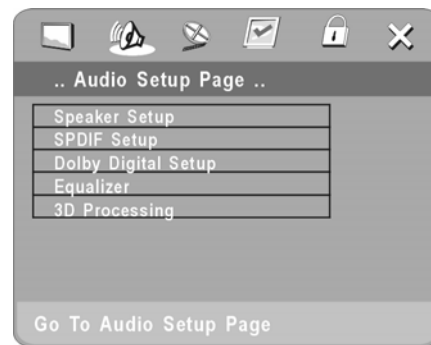 .. Audio Setup Page ..
Speaker Setup
SPDIF Setup
Dolby Digital Setup
Equalizer
3D Processing
Go To Audio Setup Page